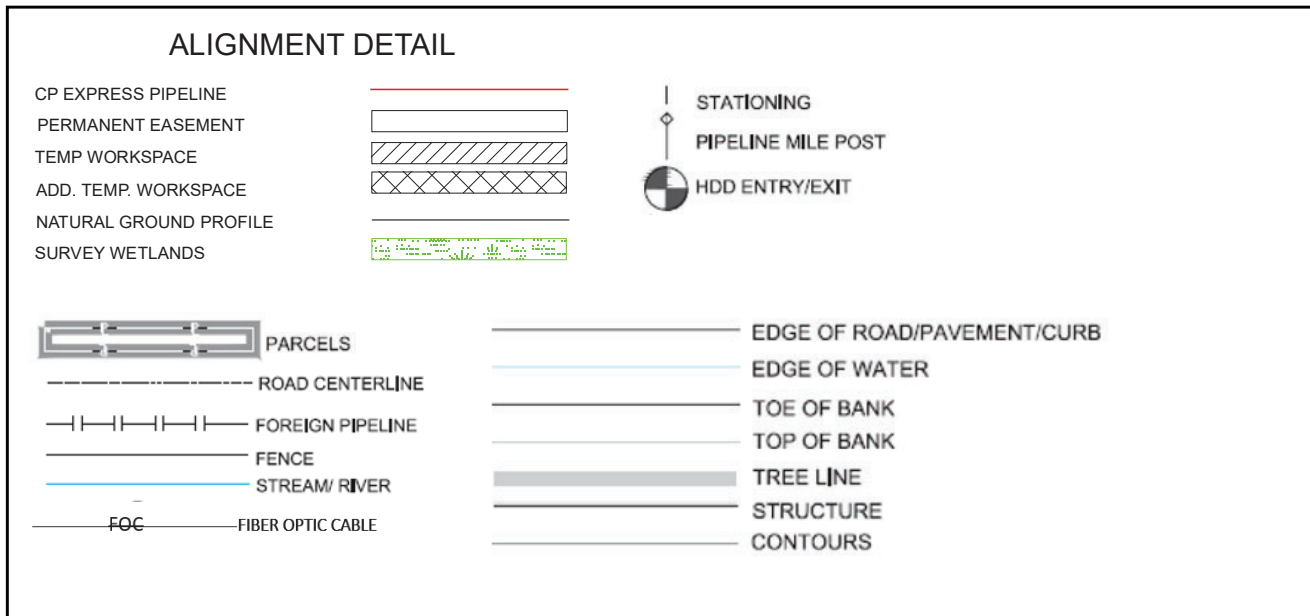 ALIGNMENT DETAIL
CP EXPRESS PIPELINE
PERMANENT EASEMENT
TEMP WORKSPACE
ADD. TEMP. WORKSPACE
NATURAL GROUND PROFILE
SURVEY WETLANDS
STATIONING
PIPELINE MILE POST
HDD ENTRY/EXIT
PARCELS
ROAD CENTERLINE
FOREIGN PIPELINE
FENCE
STREAM/ RIVER
FOC FIBER OPTIC CABLE
EDGE OF ROAD/PAVEMENT/CURB
EDGE OF WATER
TOE OF BANK
TOP OF BANK
TREE LINE
STRUCTURE
CONTOURS